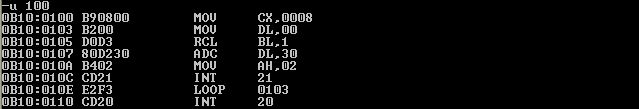 -u 100
0B10:0100 B90800 MOV CX,0008
0B10:0103 B200 MOV DL,00
0B10:0105 D0D3 RCL BL,1
0B10:0107 80D230 ADC DL,30
0B10:010A B402 MOV AH,02
0B10:010C CD21 INT 21
0B10:010E E2F3 LOOP 0103
0B10:0110 CD20 INT 20